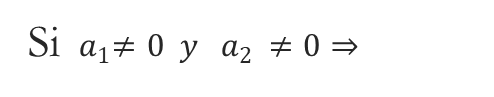 Si a₁≠ 0 y a₂ ≠ 0 ⇒